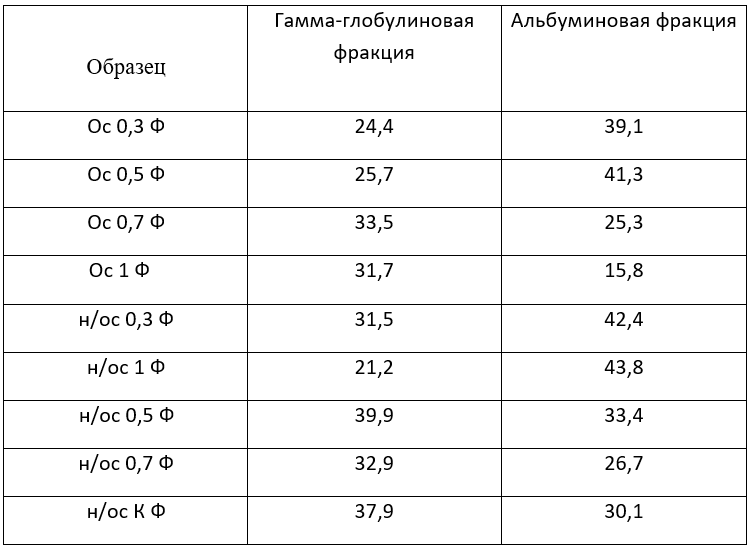 Образец
Гамма-глобулиновая
фракция
Альбуминовая фракция
Ос 0,3 Ф 24,4 39,1
Ос 0,5 Ф 25,7 41,3
Ос 0,7 Ф 33,5 25,3
Ос 1 Ф 31,7 15,8
н/ос 0,3 Ф 31,5 42,4
н/ос 1 Ф 21,2 43,8
н/ос 0,5 Ф 39,9 33,4
н/ос 0,7 Ф 32,9 26,7
н/ос К Ф 37,9 30,1